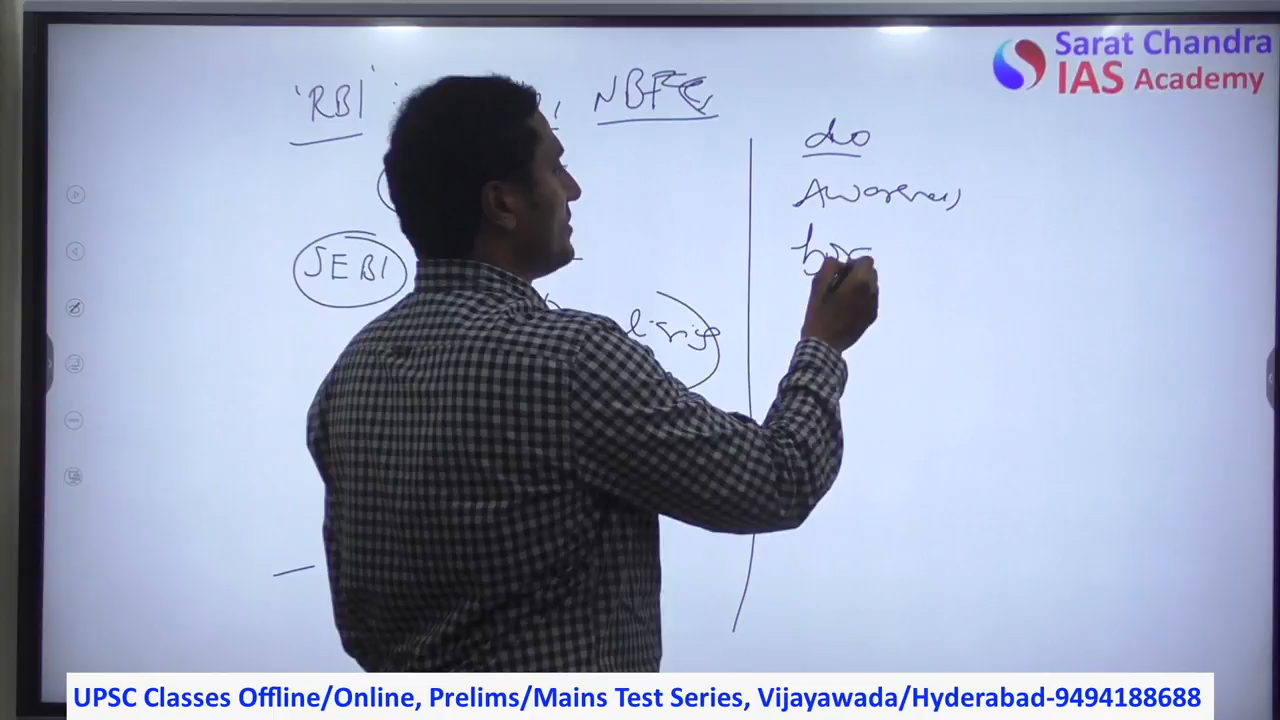 Sarat Chandra
IAS Academy
'RBI' : NBFC,
SEBI
do
Awareness
UPSC Classes Offline/Online, Prelims/Mains Test Series, Vijayawada/Hyderabad-9494188688